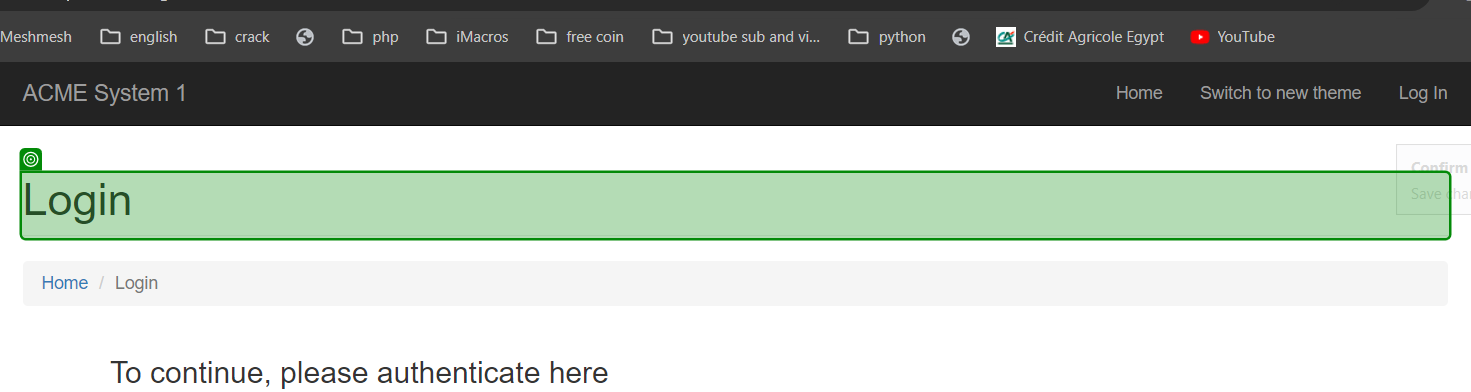 Meshmesh english crack php iMacros free coin youtube sub and vi... python Crédit Agricole Egypt YouTube
ACME System 1 Home Switch to new theme Log In
Confirm
Login
Save chan
Home / Login
To continue, please authenticate here